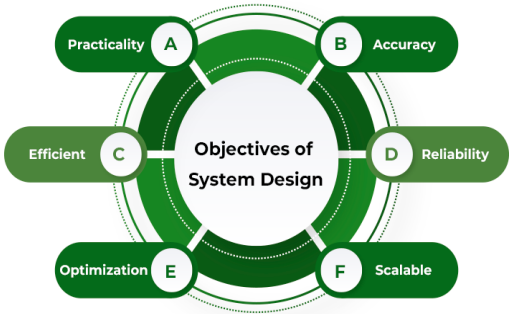 Practicality A
B Accuracy
Efficient C
Objectives of
System Design
D Reliability
Optimization E
F Scalable